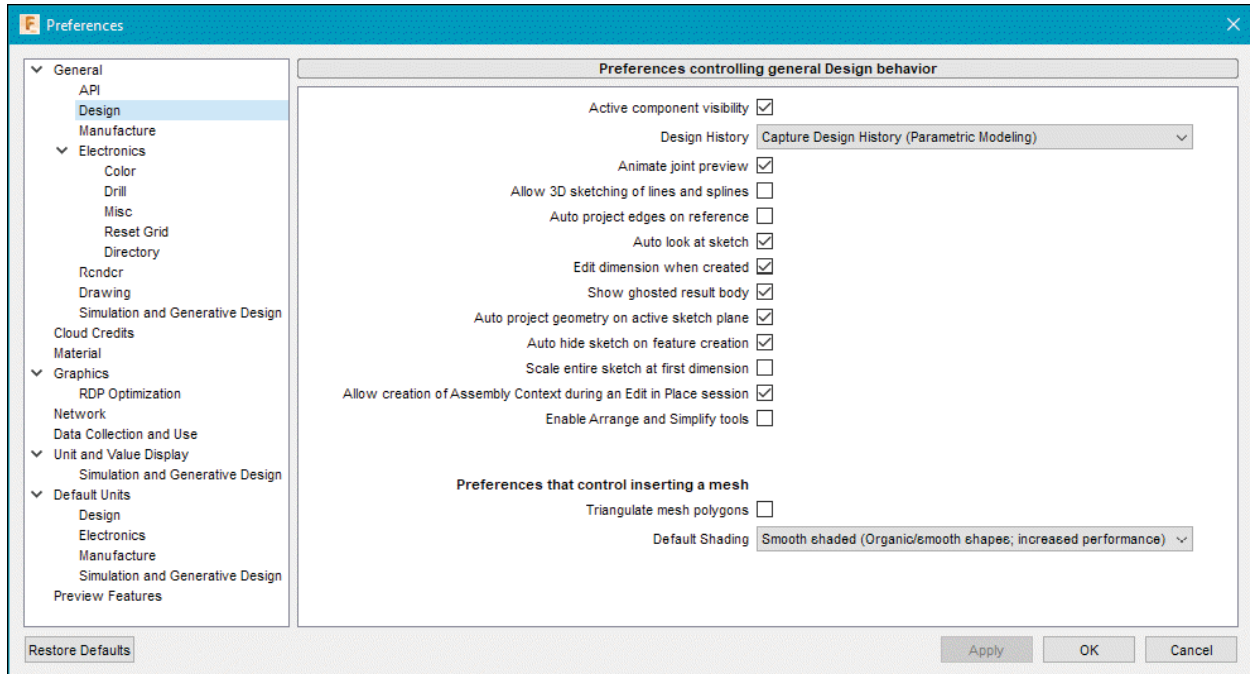 Preferences
General
API
Design
Manufacture
Electronics
Color
Drill
Misc
Reset Grid
Directory
Render
Drawing
Simulation and Generative Design
Cloud Credits
Material
Graphics
RDP Optimization
Network
Data Collection and Use
Unit and Value Display
Simulation and Generative Design
Default Units
Design
Electronics
Manufacture
Simulation and Generative Design
Preview Features
Preferences controlling general Design behavior
Active component visibility
Design History Capture Design History (Parametric Modeling)
Animate joint preview
Allow 3D sketching of lines and splines
Auto project edges on reference
Auto look at sketch
Edit dimension when created
Show ghosted result body
Auto project geometry on active sketch plane
Auto hide sketch on feature creation
Scale entire sketch at first dimension
Allow creation of Assembly Context during an Edit in Place session
Enable Arrange and Simplify tools
Preferences that control inserting a mesh
Triangulate mesh polygons
Default Shading Smooth shaded (Organic/smooth shapes; increased performance)
Restore Defaults Apply OK Cancel